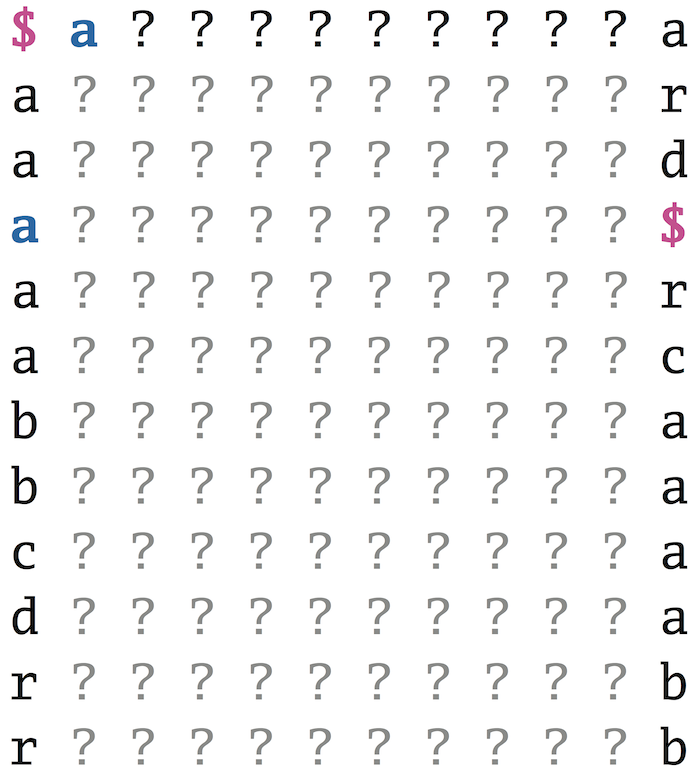 $ a ? ? ? ? ? ? ? ? ? a
a ? ? ? ? ? ? ? ? ? ? r
a ? ? ? ? ? ? ? ? ? ? d
a ? ? ? ? ? ? ? ? ? ? $
a ? ? ? ? ? ? ? ? ? ? r
a ? ? ? ? ? ? ? ? ? ? c
b ? ? ? ? ? ? ? ? ? ? a
b ? ? ? ? ? ? ? ? ? ? a
c ? ? ? ? ? ? ? ? ? ? a
d ? ? ? ? ? ? ? ? ? ? a
r ? ? ? ? ? ? ? ? ? ? b
r ? ? ? ? ? ? ? ? ? ? b